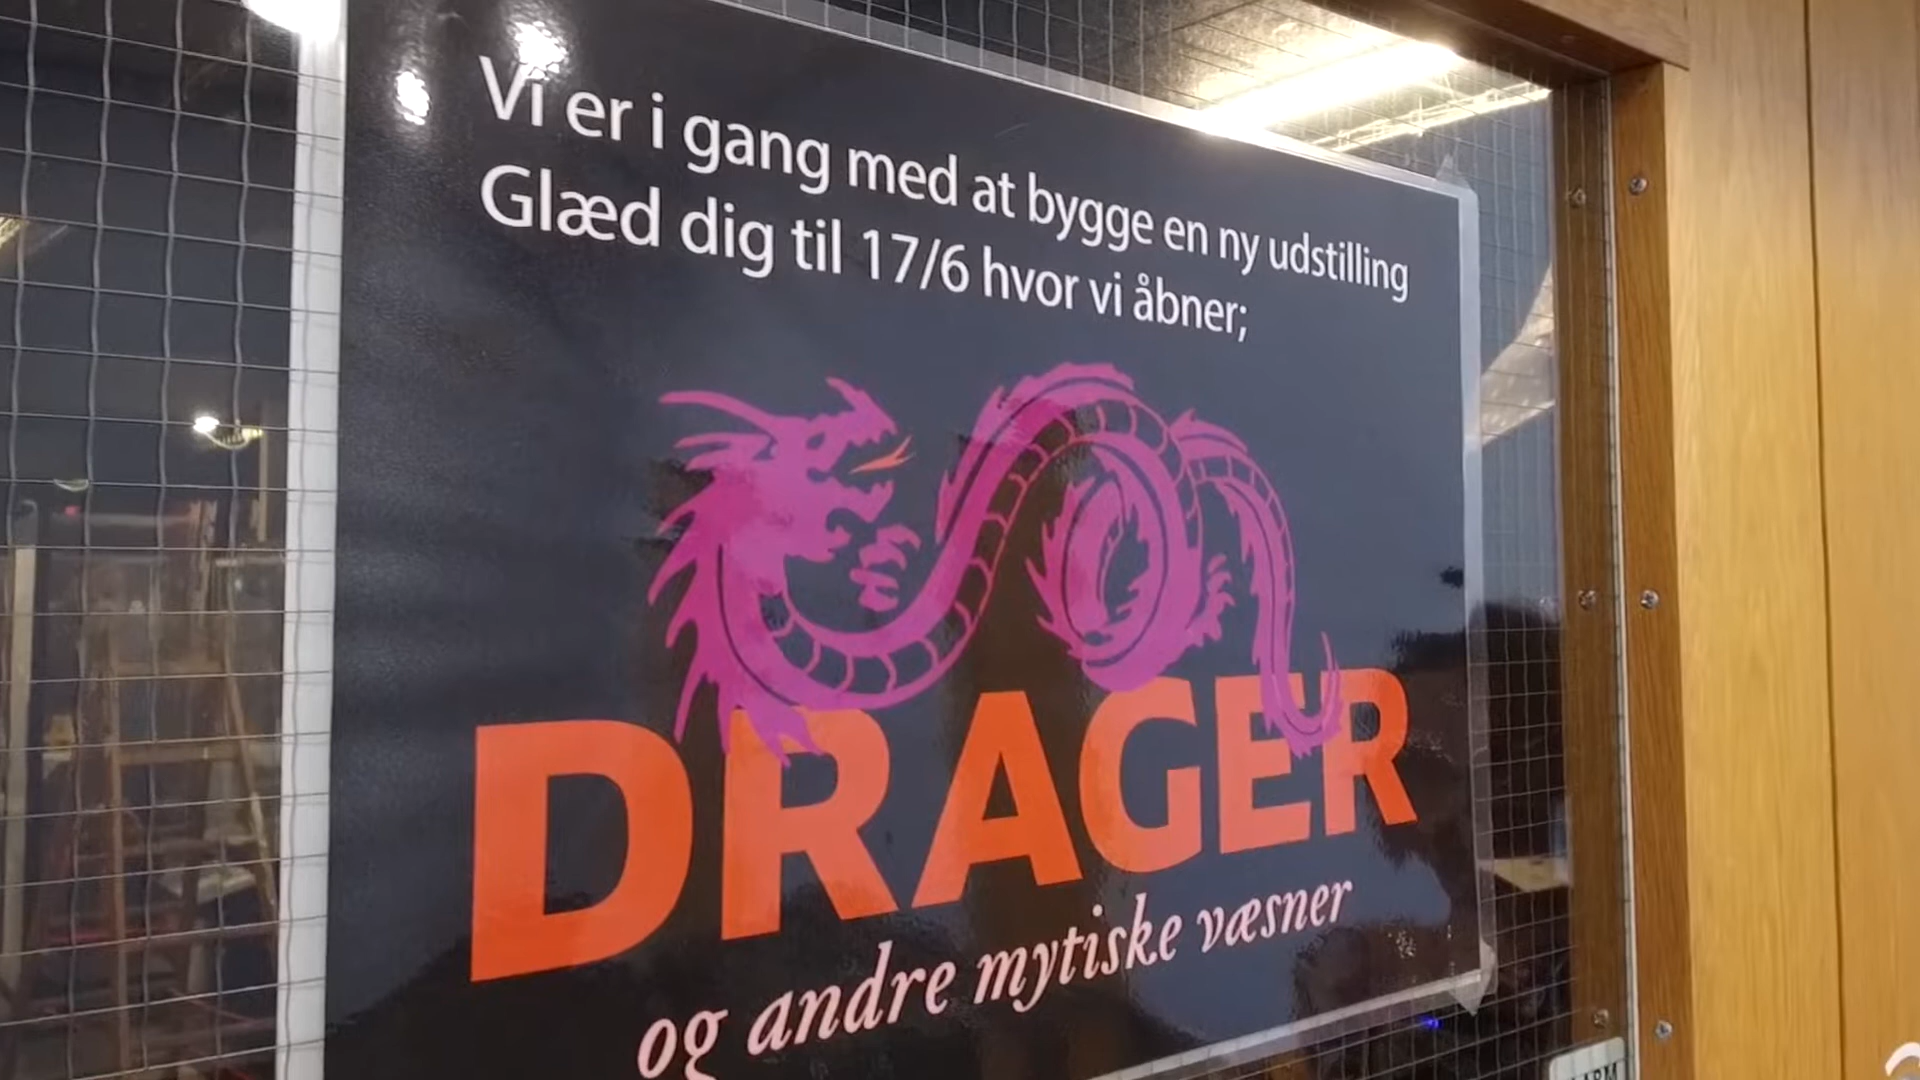 Vi er i gang med at bygge en ny udstilling
Glæd dig til 17/6 hvor vi åbner;
DRAGER
og andre mytiske væsner